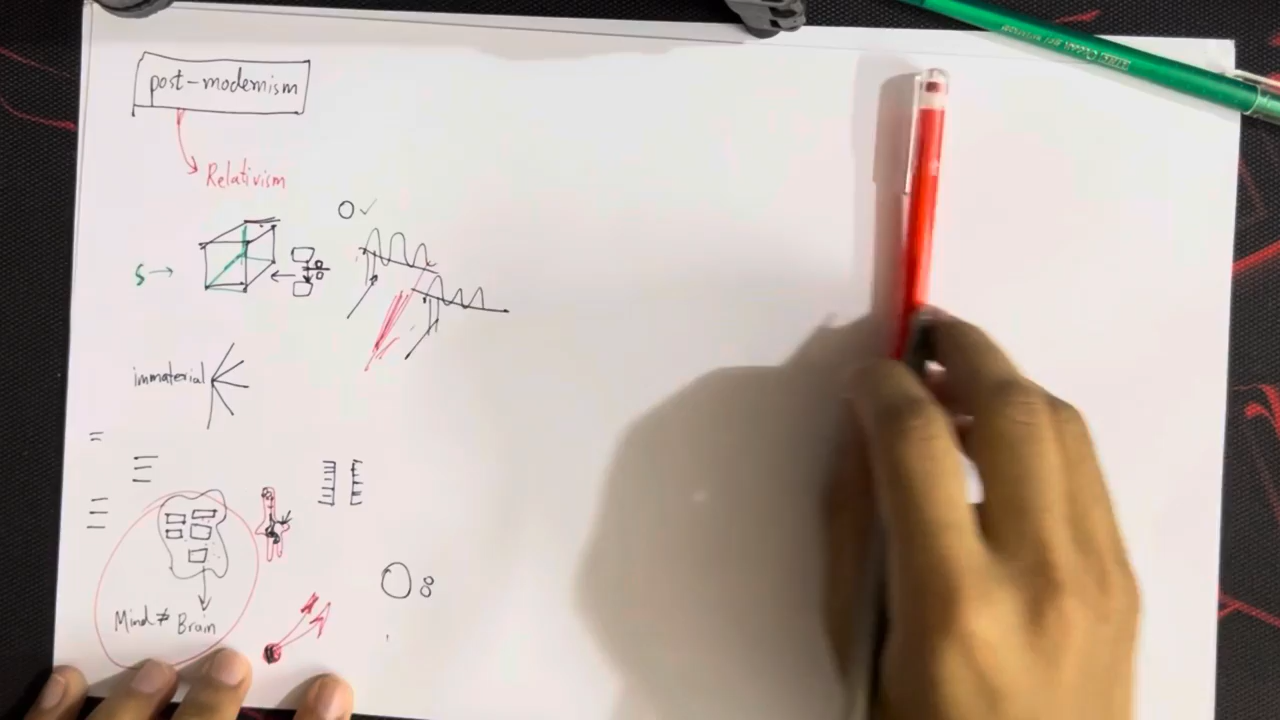 post-modernism
Relativism
S →
immaterial
Mind ≠ Brain